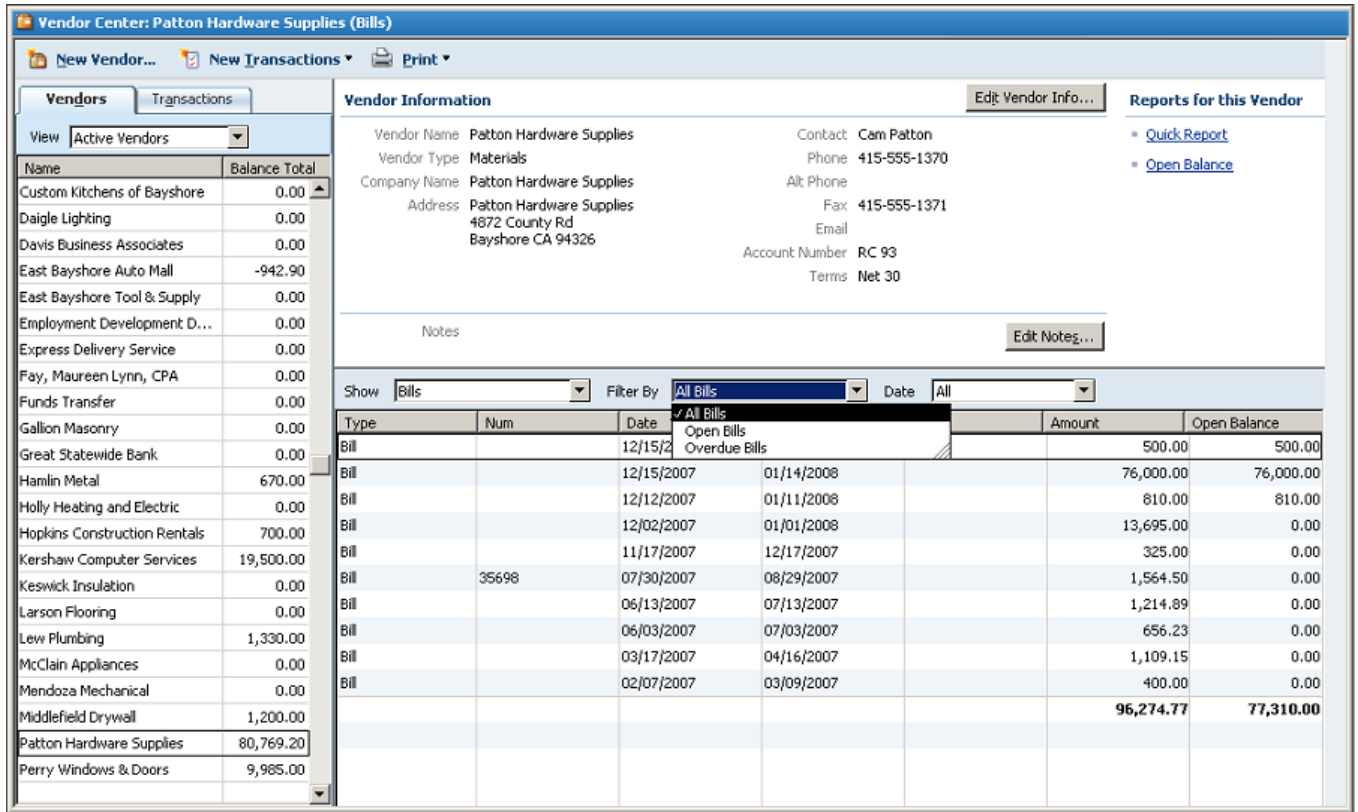 Vendor Center: Patton Hardware Supplies (Bills)
New Vendor... New Transactions Print
Vendors Transactions
View Active Vendors
Name Balance Total
Custom Kitchens of Bayshore 0.00
Daigle Lighting 0.00
Davis Business Associates 0.00
East Bayshore Auto Mall -942.90
East Bayshore Tool & Supply 0.00
Employment Development D... 0.00
Express Delivery Service 0.00
Fay, Maureen Lynn, CPA 0.00
Funds Transfer 0.00
Gallion Masonry 0.00
Great Statewide Bank 0.00
Hamlin Metal 670.00
Holly Heating and Electric 0.00
Hopkins Construction Rentals 700.00
Kershaw Computer Services 19,500.00
Keswick Insulation 0.00
Larson Flooring 0.00
Lew Plumbing 1,330.00
McClain Appliances 0.00
Mendoza Mechanical 0.00
Middlefield Drywall 1,200.00
Patton Hardware Supplies 80,769.20
Perry Windows & Doors 9,985.00
Vendor Information Edit Vendor Info...
Vendor Name Patton Hardware Supplies
Vendor Type Materials
Company Name Patton Hardware Supplies
Address Patton Hardware Supplies
4872 County Rd
Bayshore CA 94326
Contact Cam Patton
Phone 415-555-1370
Alt Phone
Fax 415-555-1371
Email
Account Number RC 93
Terms Net 30
Notes Edit Notes...
Reports for this Vendor
Quick Report
Open Balance
Show Bills Filter By All Bills Date All
All Bills
Open Bills
Overdue Bills
Type Num Date Amount Open Balance
Bill 12/15/2 500.00 500.00
Bill 12/15/2007 01/14/2008 76,000.00 76,000.00
Bill 12/12/2007 01/11/2008 810.00 810.00
Bill 12/02/2007 01/01/2008 13,695.00 0.00
Bill 11/17/2007 12/17/2007 325.00 0.00
Bill 35698 07/30/2007 08/29/2007 1,564.50 0.00
Bill 06/13/2007 07/13/2007 1,214.89 0.00
Bill 06/03/2007 07/03/2007 656.23 0.00
Bill 03/17/2007 04/16/2007 1,109.15 0.00
Bill 02/07/2007 03/09/2007 400.00 0.00
96,274.77 77,310.00